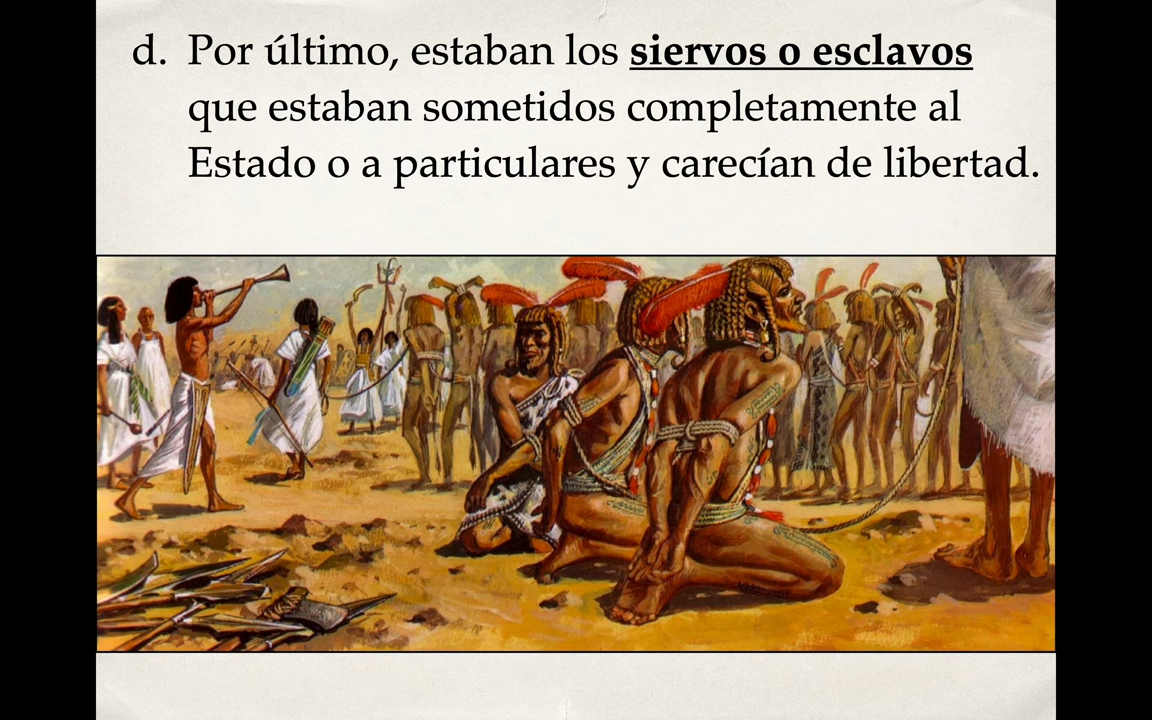 d. Por último, estaban los siervos o esclavos
que estaban sometidos completamente al
Estado o a particulares y carecían de libertad.